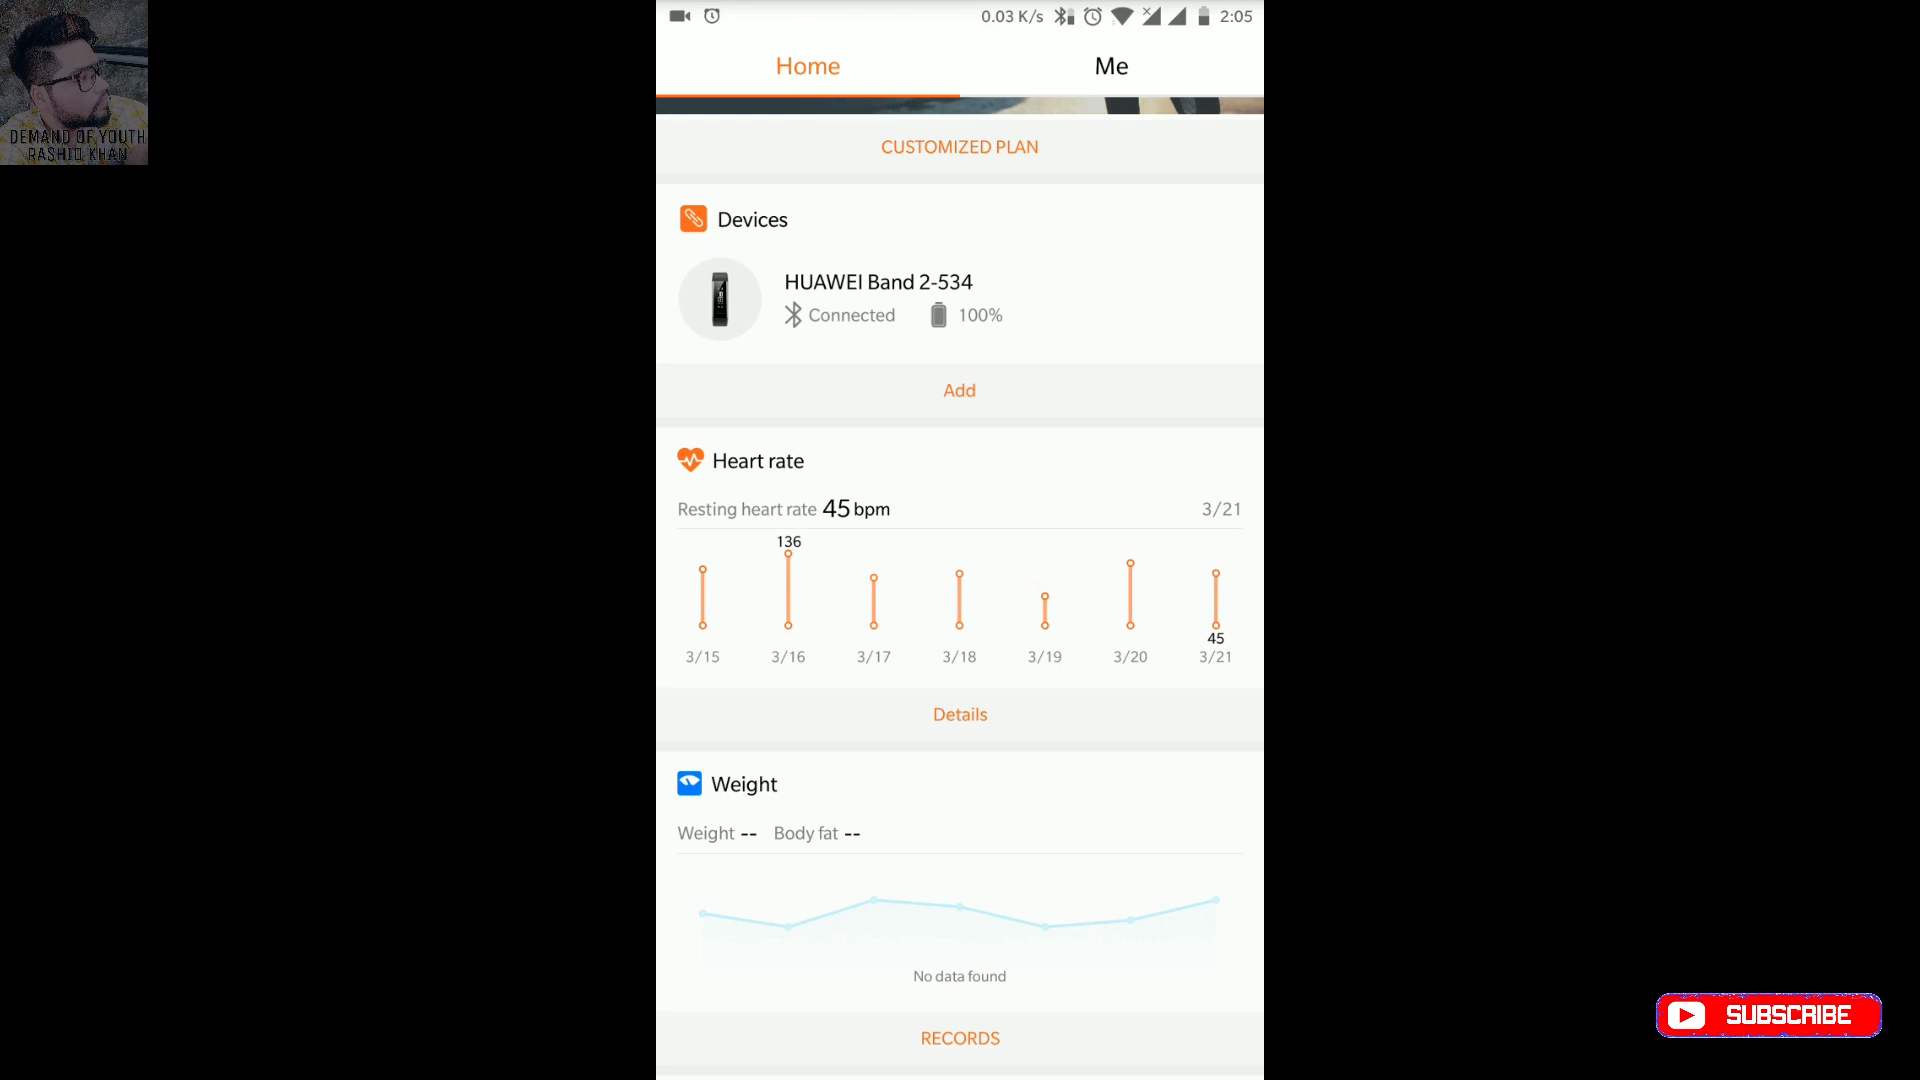 0.03 K/s 2:05
Home Me
DEMAND OF YOUTH
RASHIQ KHAN
CUSTOMIZED PLAN
Devices
HUAWEI Band 2-534
Connected 100%
Add
Heart rate
Resting heart rate 45 bpm 3/21
136
45
3/15 3/16 3/17 3/18 3/19 3/20 3/21
Details
Weight
Weight -- Body fat --
No data found
SUBSCRIBE
RECORDS